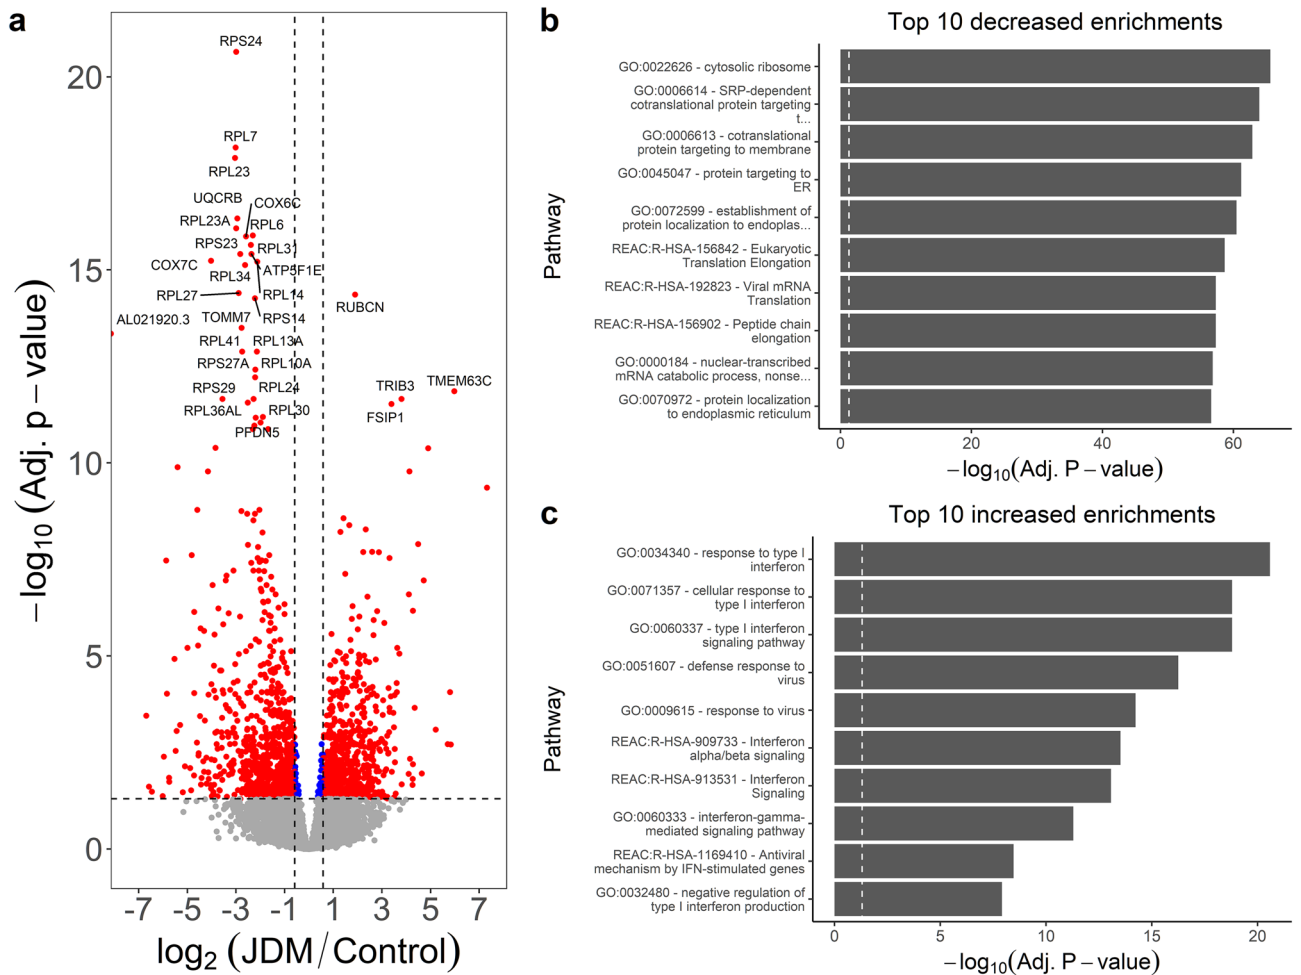 a
RPS24
20
RPL7
RPL23
UQCRB
COX6C
RPL23A
RPL6
RPS23
RPL31
COX7C
ATP5F1E
RPL34
15
RPL27
RPL14
RUBCN
RPS14
AL021920.3
TOMM7
RPL41
RPL13A
RPS27A
RPL10A
TMEM63C
RPS29
RPL24
TRIB3
RPL36AL
RPL30
FSIP1
PFDN5
10
5
0
−log10 (Adj. p − value)
-7 -5 -3 -1 1 3 5 7
log2 (JDM/Control)
b
Top 10 decreased enrichments
Pathway
GO:0022626 - cytosolic ribosome
GO:0006614 - SRP-dependent
cotranslational protein targeting
t...
GO:0006613 - cotranslational
protein targeting to membrane
GO:0045047 - protein targeting to
ER
GO:0072599 - establishment of
protein localization to endoplas...
REAC:R-HSA-156842 - Eukaryotic
Translation Elongation
REAC:R-HSA-192823 - Viral mRNA
Translation
REAC:R-HSA-156902 - Peptide chain
elongation
GO:0000184 - nuclear-transcribed
mRNA catabolic process, nonse...
GO:0070972 - protein localization
to endoplasmic reticulum
0 20 40 60
−log10(Adj. P − value)
c
Top 10 increased enrichments
Pathway
GO:0034340 - response to type I
interferon
GO:0071357 - cellular response to
type I interferon
GO:0060337 - type I interferon
signaling pathway
GO:0051607 - defense response to
virus
GO:0009615 - response to virus
REAC:R-HSA-909733 - Interferon
alpha/beta signaling
REAC:R-HSA-913531 - Interferon
Signaling
GO:0060333 - interferon-gamma-
mediated signaling pathway
REAC:R-HSA-1169410 - Antiviral
mechanism by IFN-stimulated genes
GO:0032480 - negative regulation of
type I interferon production
0 5 10 15 20
−log10(Adj. P − value)